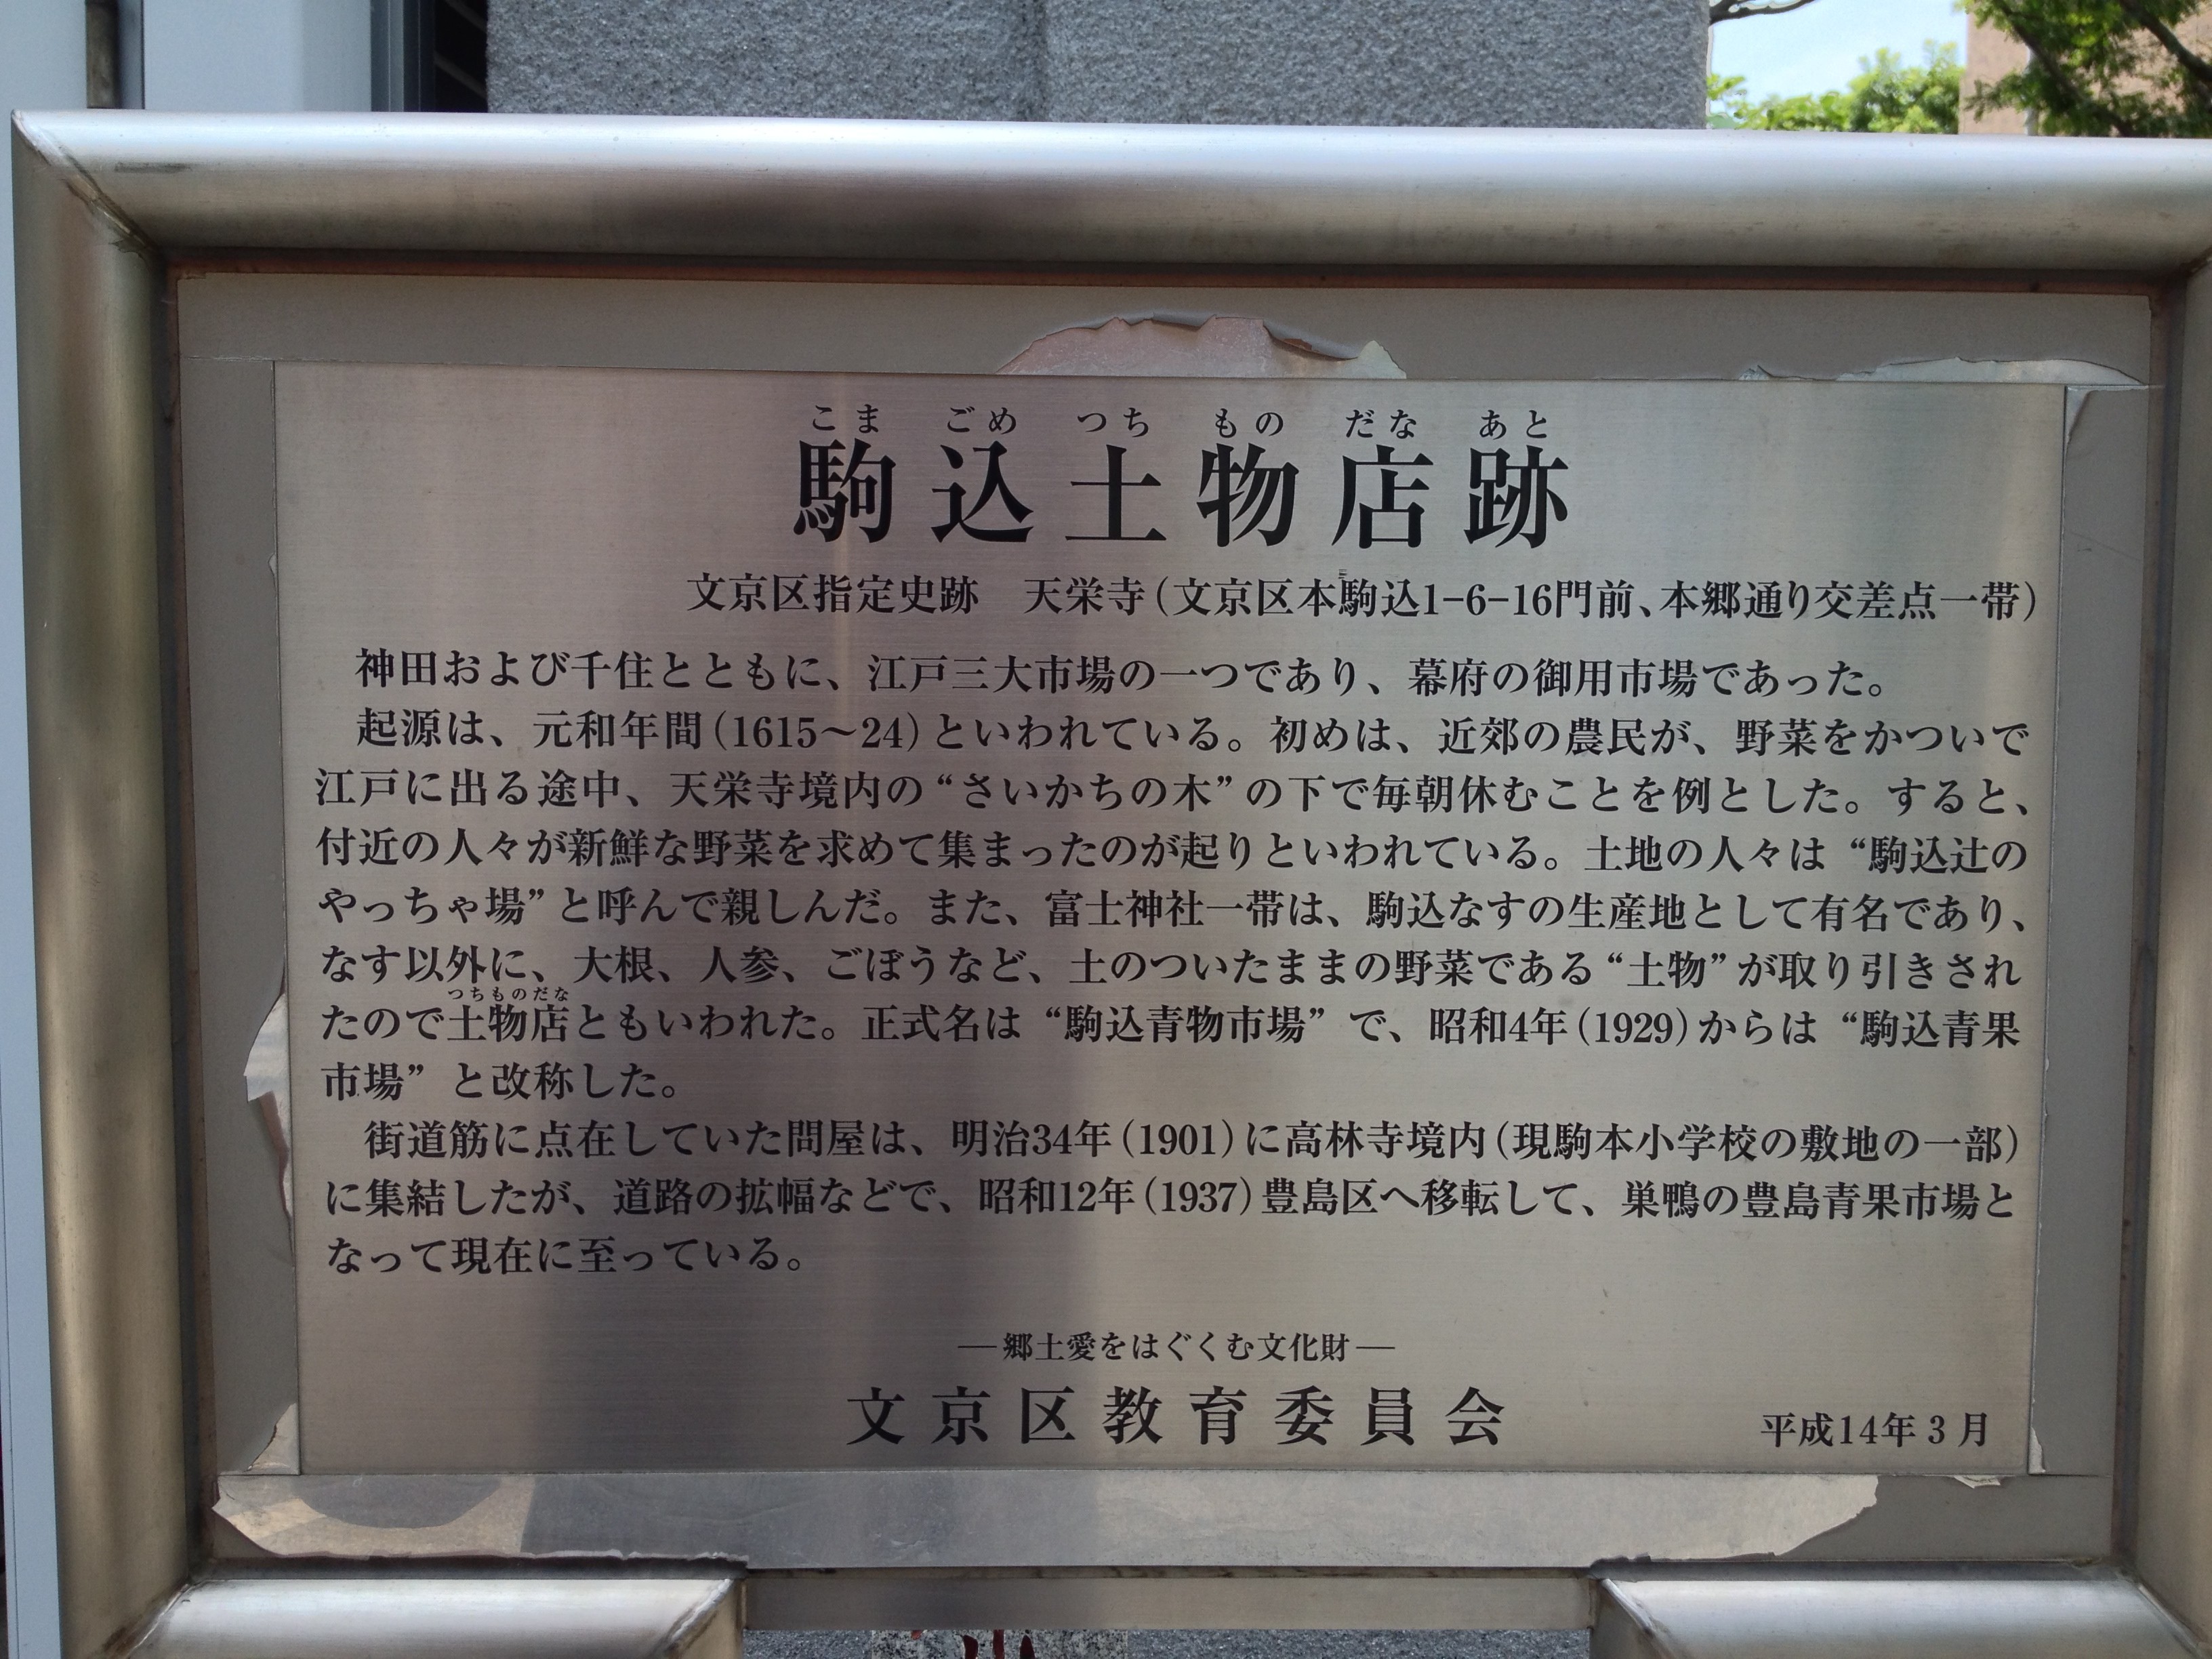 こま ごめ つち もの だな あと
駒込土物店跡
文京区指定史跡　天栄寺(文京区本駒込1-6-16門前、本郷通り交差点一帯)
神田および千住とともに、江戸三大市場の一つであり、幕府の御用市場であった。
起源は、元和年間(1615〜24)といわれている。初めは、近郊の農民が、野菜をかついで
江戸に出る途中、天栄寺境内の“さいかちの木”の下で毎朝休むことを例とした。すると、
付近の人々が新鮮な野菜を求めて集まったのが起りといわれている。土地の人々は“駒込辻の
やっちゃ場”と呼んで親しんだ。また、富士神社一帯は、駒込なすの生産地として有名であり、
なす以外に、大根、人参、ごぼうなど、土のついたままの野菜である“土物”が取り引きされ
つちものだな
たので土物店ともいわれた。正式名は“駒込青物市場”で、昭和4年(1929)からは“駒込青果
市場”と改称した。
街道筋に点在していた問屋は、明治34年(1901)に高林寺境内(現駒本小学校の敷地の一部)
に集結したが、道路の拡幅などで、昭和12年(1937)豊島区へ移転して、巣鴨の豊島青果市場と
なって現在に至っている。
―郷土愛をはぐくむ文化財―
文京区教育委員会
平成14年3月